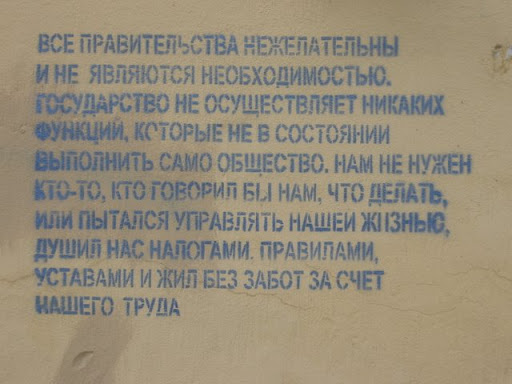 ВСЕ ПРАВИТЕЛЬСТВА НЕЖЕЛАТЕЛЬНЫ
И НЕ ЯВЛЯЮТСЯ НЕОБХОДИМОСТЬЮ.
ГОСУДАРСТВО НЕ ОСУЩЕСТВЛЯЕТ НИКАКИХ
ФУНКЦИЙ, КОТОРЫЕ НЕ В СОСТОЯНИИ
ВЫПОЛНИТЬ САМО ОБЩЕСТВО. НАМ НЕ НУЖЕН
КТО-ТО, КТО ГОВОРИЛ БЫ НАМ, ЧТО ДЕЛАТЬ,
ИЛИ ПЫТАЛСЯ УПРАВЛЯТЬ НАШЕЙ ЖИЗНЬЮ,
ДУШИЛ НАС НАЛОГАМИ. ПРАВИЛАМИ,
УСТАВАМИ И ЖИЛ БЕЗ ЗАБОТ ЗА СЧЕТ
НАШЕГО ТРУДА